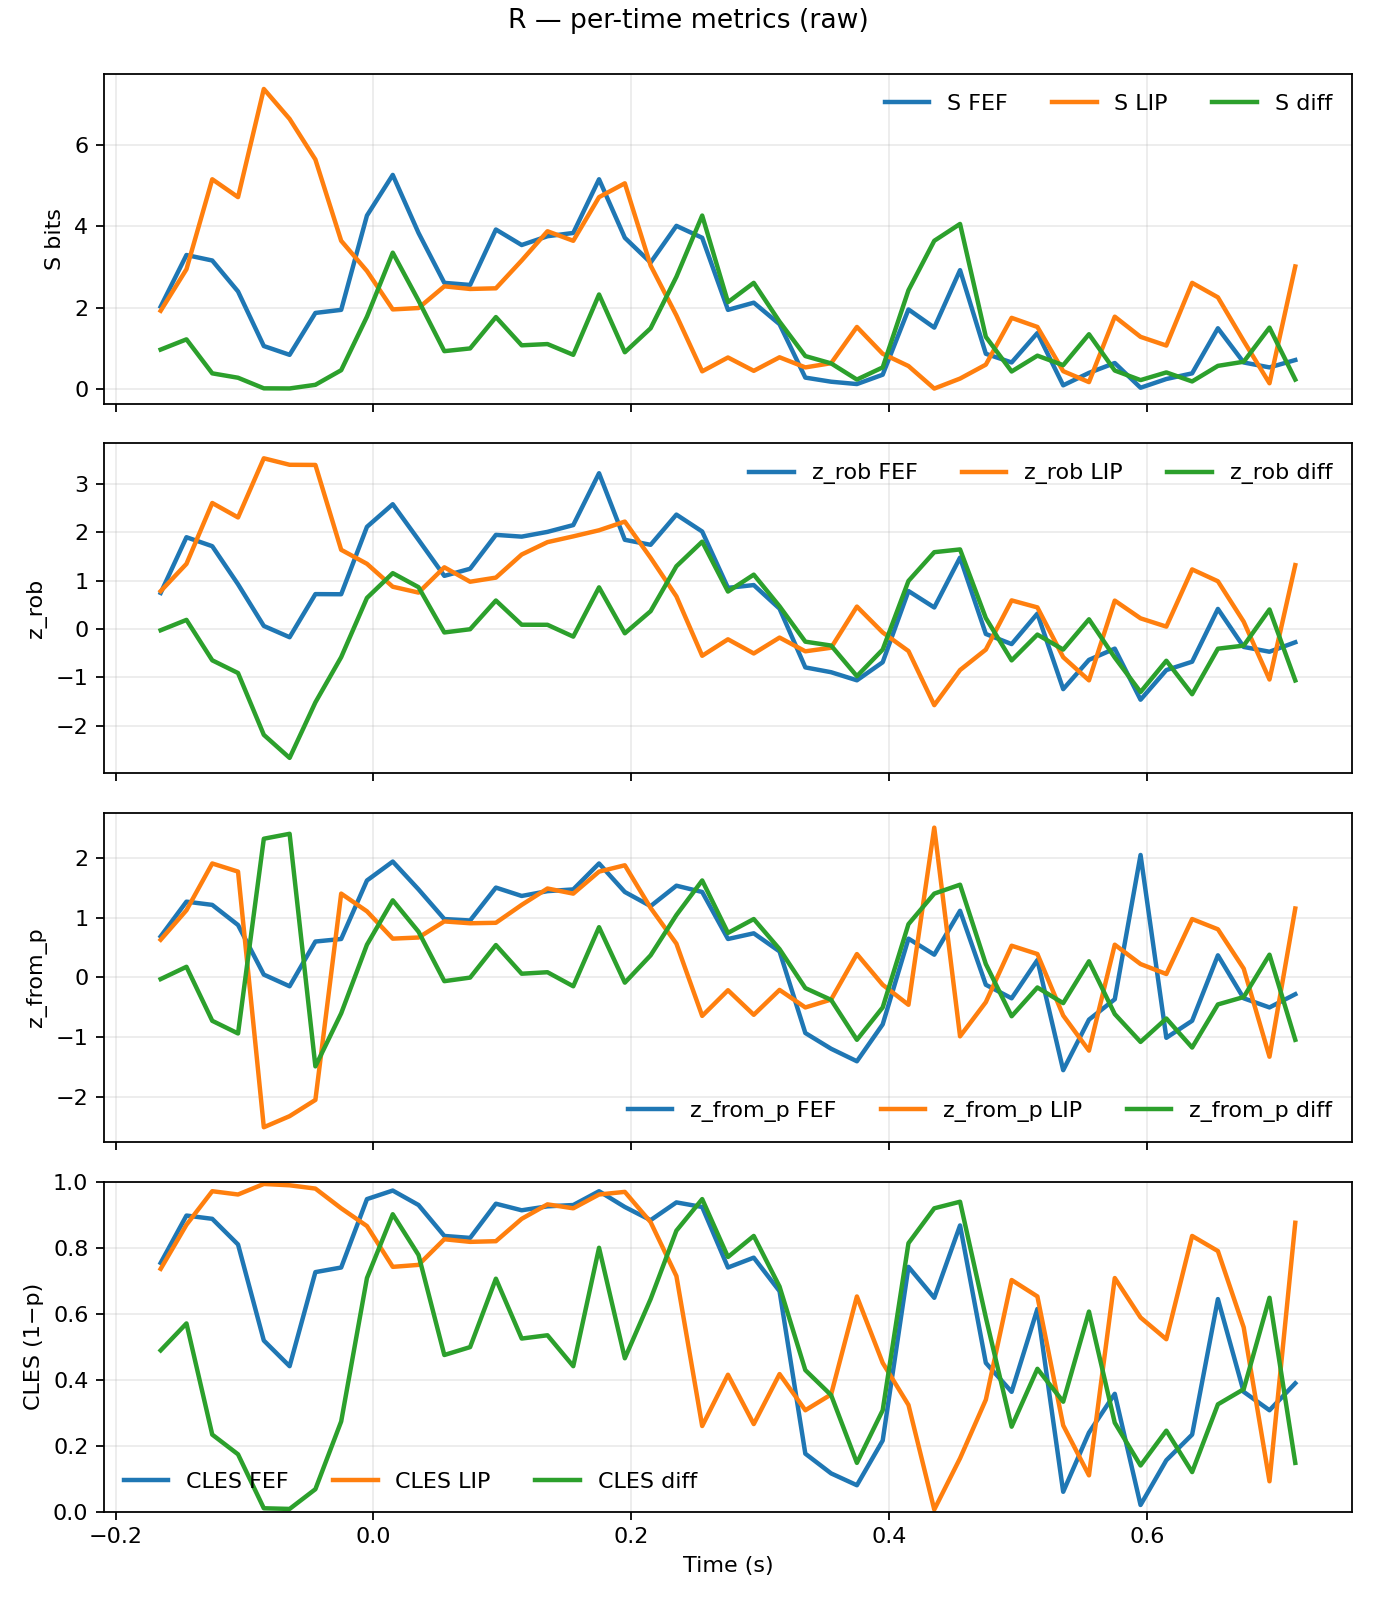 R — per-time metrics (raw)
S FEF S LIP S diff
6
4
2
0
S bits
z_rob FEF z_rob LIP z_rob diff
3
2
1
0
−1
−2
z_rob
2
1
0
−1
−2
z_from_p
z_from_p FEF z_from_p LIP z_from_p diff
1.0
0.8
0.6
0.4
0.2
0.0
CLES (1−p)
CLES FEF CLES LIP CLES diff
−0.2 0.0 0.2 0.4 0.6
Time (s)